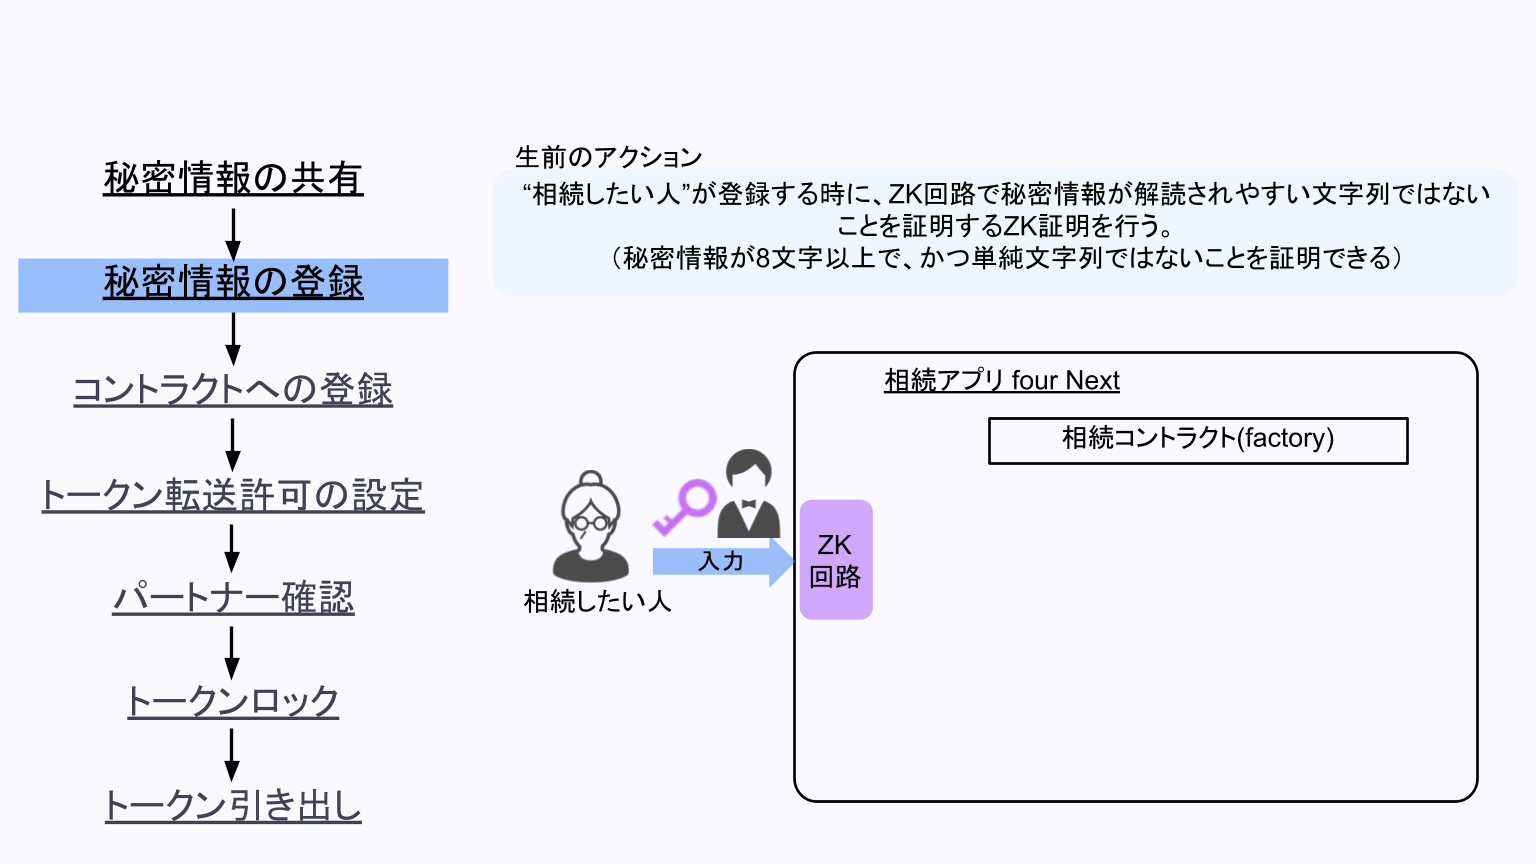 秘密情報の共有
秘密情報の登録
コントラクトへの登録
トークン転送許可の設定
パートナー確認
トークンロック
トークン引き出し
生前のアクション
“相続したい人”が登録する時に、ZK回路で秘密情報が解読されやすい文字列ではない
ことを証明するZK証明を行う。
（秘密情報が8文字以上で、かつ単純文字列ではないことを証明できる）
相続アプリ four Next
相続コントラクト(factory)
入力
ZK
回路
相続したい人